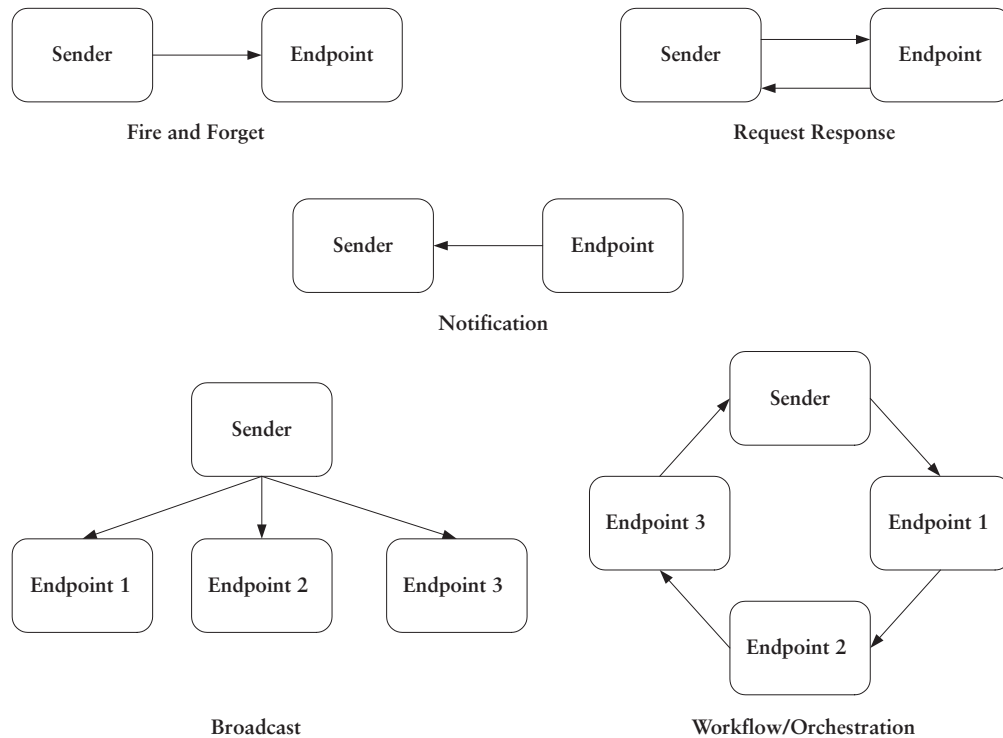 Sender
Endpoint
Fire and Forget
Sender
Endpoint
Request Response
Sender
Endpoint
Notification
Sender
Endpoint 1
Endpoint 2
Endpoint 3
Broadcast
Sender
Endpoint 3
Endpoint 1
Endpoint 2
Workflow/Orchestration